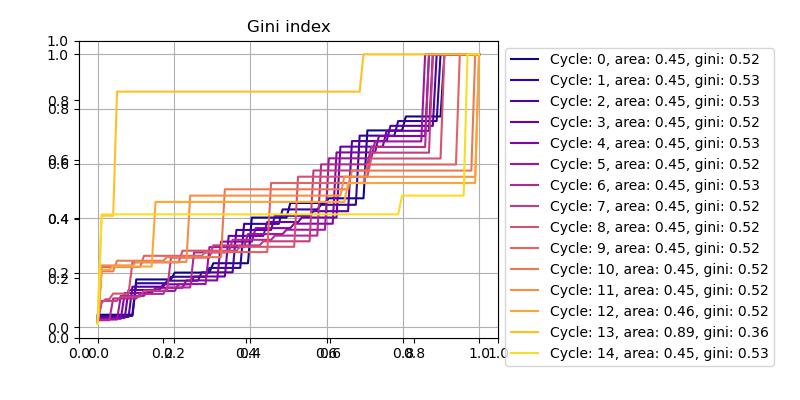 Gini index
1.0
1.0
0.8
0.8
0.6
0.6
0.4
0.4
0.2
0.2
0.0
0.0
0.0 0.0 0.2 0.2 0.4 0.4 0.6 0.6 0.8 0.8 1.0 1.0
Cycle: 0, area: 0.45, gini: 0.52
Cycle: 1, area: 0.45, gini: 0.53
Cycle: 2, area: 0.45, gini: 0.53
Cycle: 3, area: 0.45, gini: 0.52
Cycle: 4, area: 0.45, gini: 0.53
Cycle: 5, area: 0.45, gini: 0.52
Cycle: 6, area: 0.45, gini: 0.53
Cycle: 7, area: 0.45, gini: 0.52
Cycle: 8, area: 0.45, gini: 0.52
Cycle: 9, area: 0.45, gini: 0.52
Cycle: 10, area: 0.45, gini: 0.52
Cycle: 11, area: 0.45, gini: 0.52
Cycle: 12, area: 0.46, gini: 0.52
Cycle: 13, area: 0.89, gini: 0.36
Cycle: 14, area: 0.45, gini: 0.53